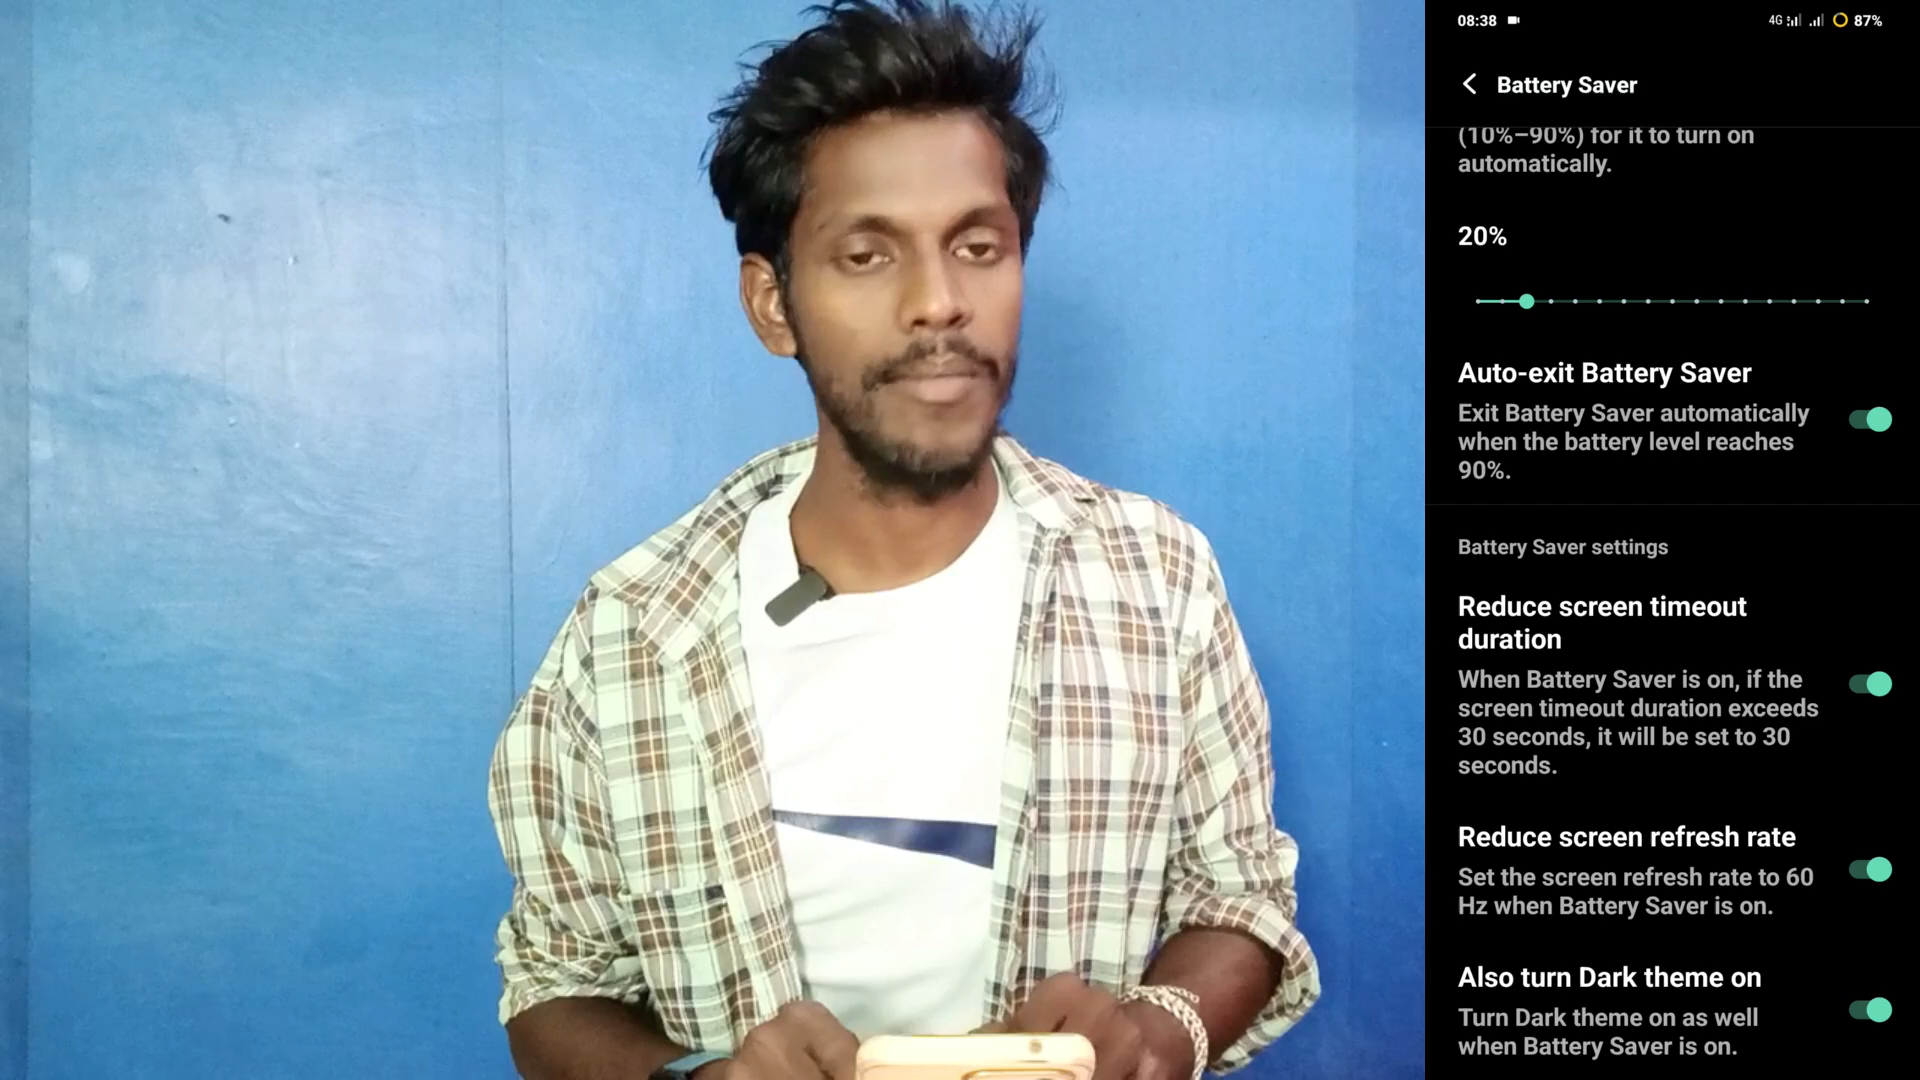 08:38
4G 87%
Battery Saver
(10%–90%) for it to turn on
automatically.
20%
Auto-exit Battery Saver
Exit Battery Saver automatically
when the battery level reaches
90%.
Battery Saver settings
Reduce screen timeout
duration
When Battery Saver is on, if the
screen timeout duration exceeds
30 seconds, it will be set to 30
seconds.
Reduce screen refresh rate
Set the screen refresh rate to 60
Hz when Battery Saver is on.
Also turn Dark theme on
Turn Dark theme on as well
when Battery Saver is on.